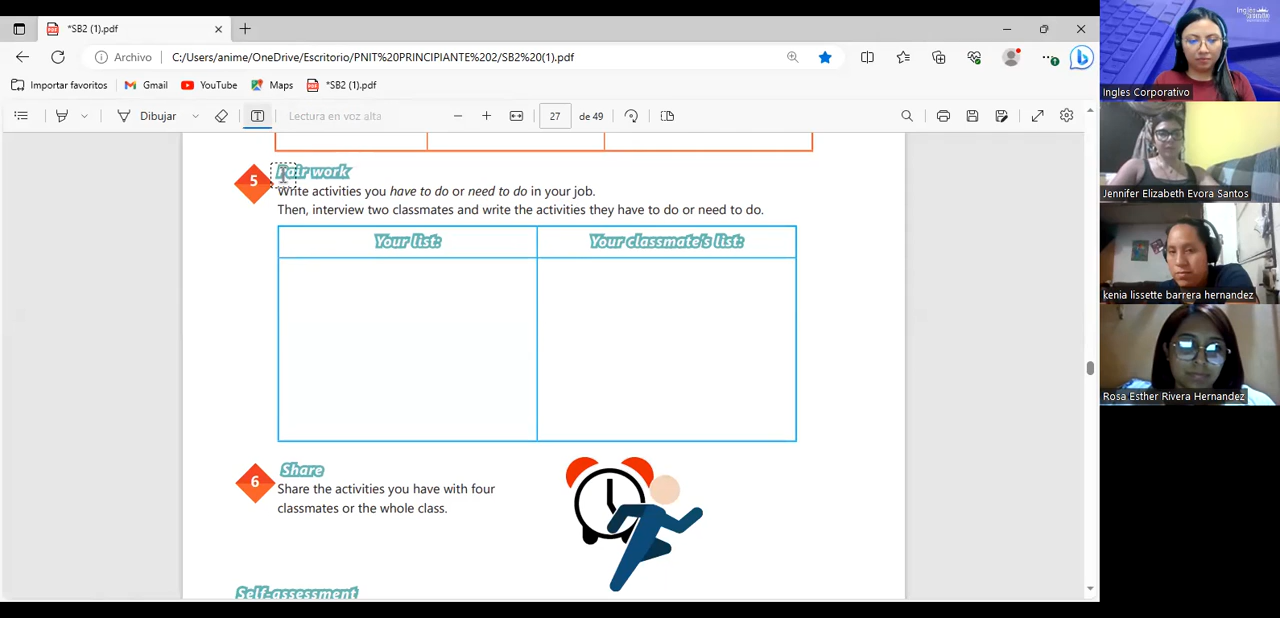 *SB2 (1).pdf
Archivo C:/Users/anime/OneDrive/Escritorio/PNIT%20PRINCIPIANTE%202/SB2%20(1).pdf
Importar favoritos Gmail YouTube Maps *SB2 (1).pdf
Dibujar Lectura en voz alta 27 de 49
5 Pair work
Write activities you have to do or need to do in your job.
Then, interview two classmates and write the activities they have to do or need to do.
Your list: Your classmate's list:
6 Share
Share the activities you have with four
classmates or the whole class.
Self-assessment
Ingles Corporativo
Jennifer Elizabeth Evora Santos
kenia lissette barrera hernandez
Rosa Esther Rivera Hernandez